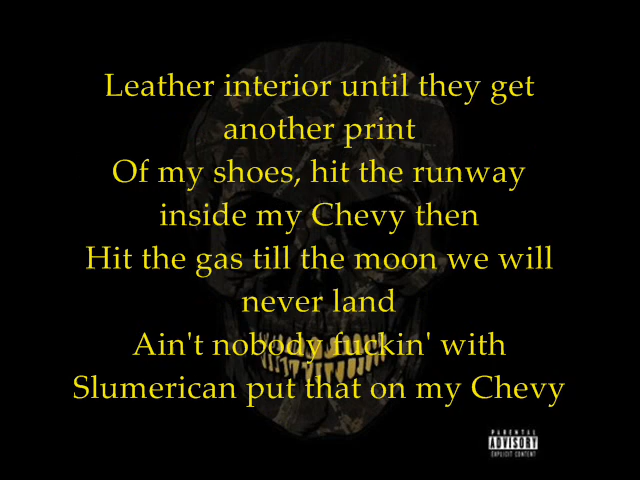 Leather interior until they get
another print
Of my shoes, hit the runway
inside my Chevy then
Hit the gas till the moon we will
never land
Ain't nobody fuckin' with
Slumerican put that on my Chevy
PARENTAL
ADVISORY
EXPLICIT CONTENT